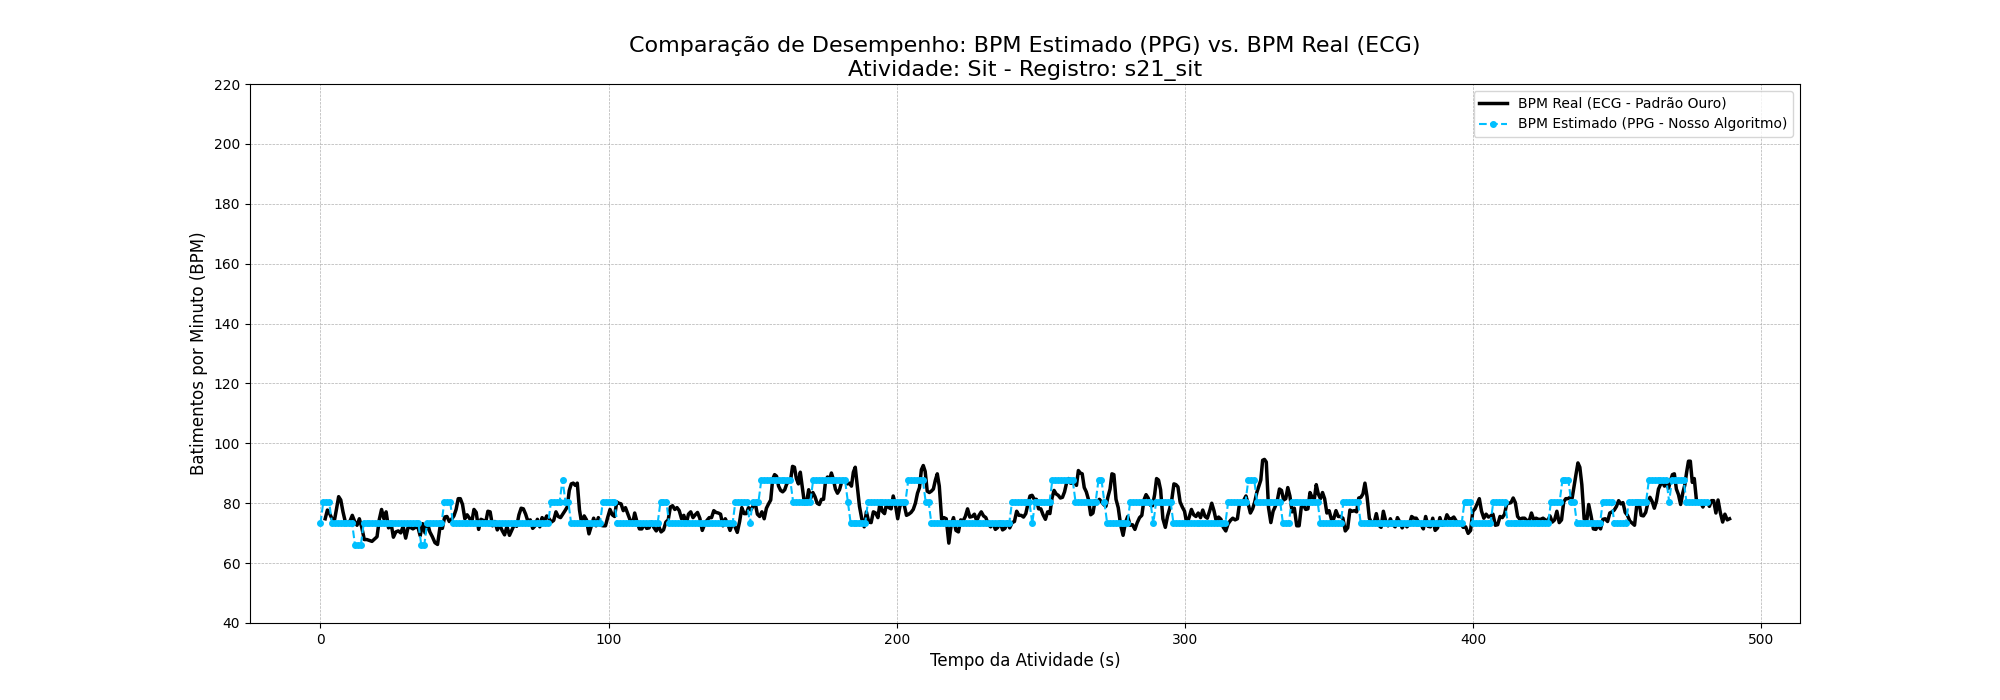 Comparação de Desempenho: BPM Estimado (PPG) vs. BPM Real (ECG)
Atividade: Sit - Registro: s21_sit
BPM Real (ECG - Padrão Ouro)
BPM Estimado (PPG - Nosso Algoritmo)
Batimentos por Minuto (BPM)
220
200
180
160
140
120
100
80
60
40
0
100
200
300
400
500
Tempo da Atividade (s)